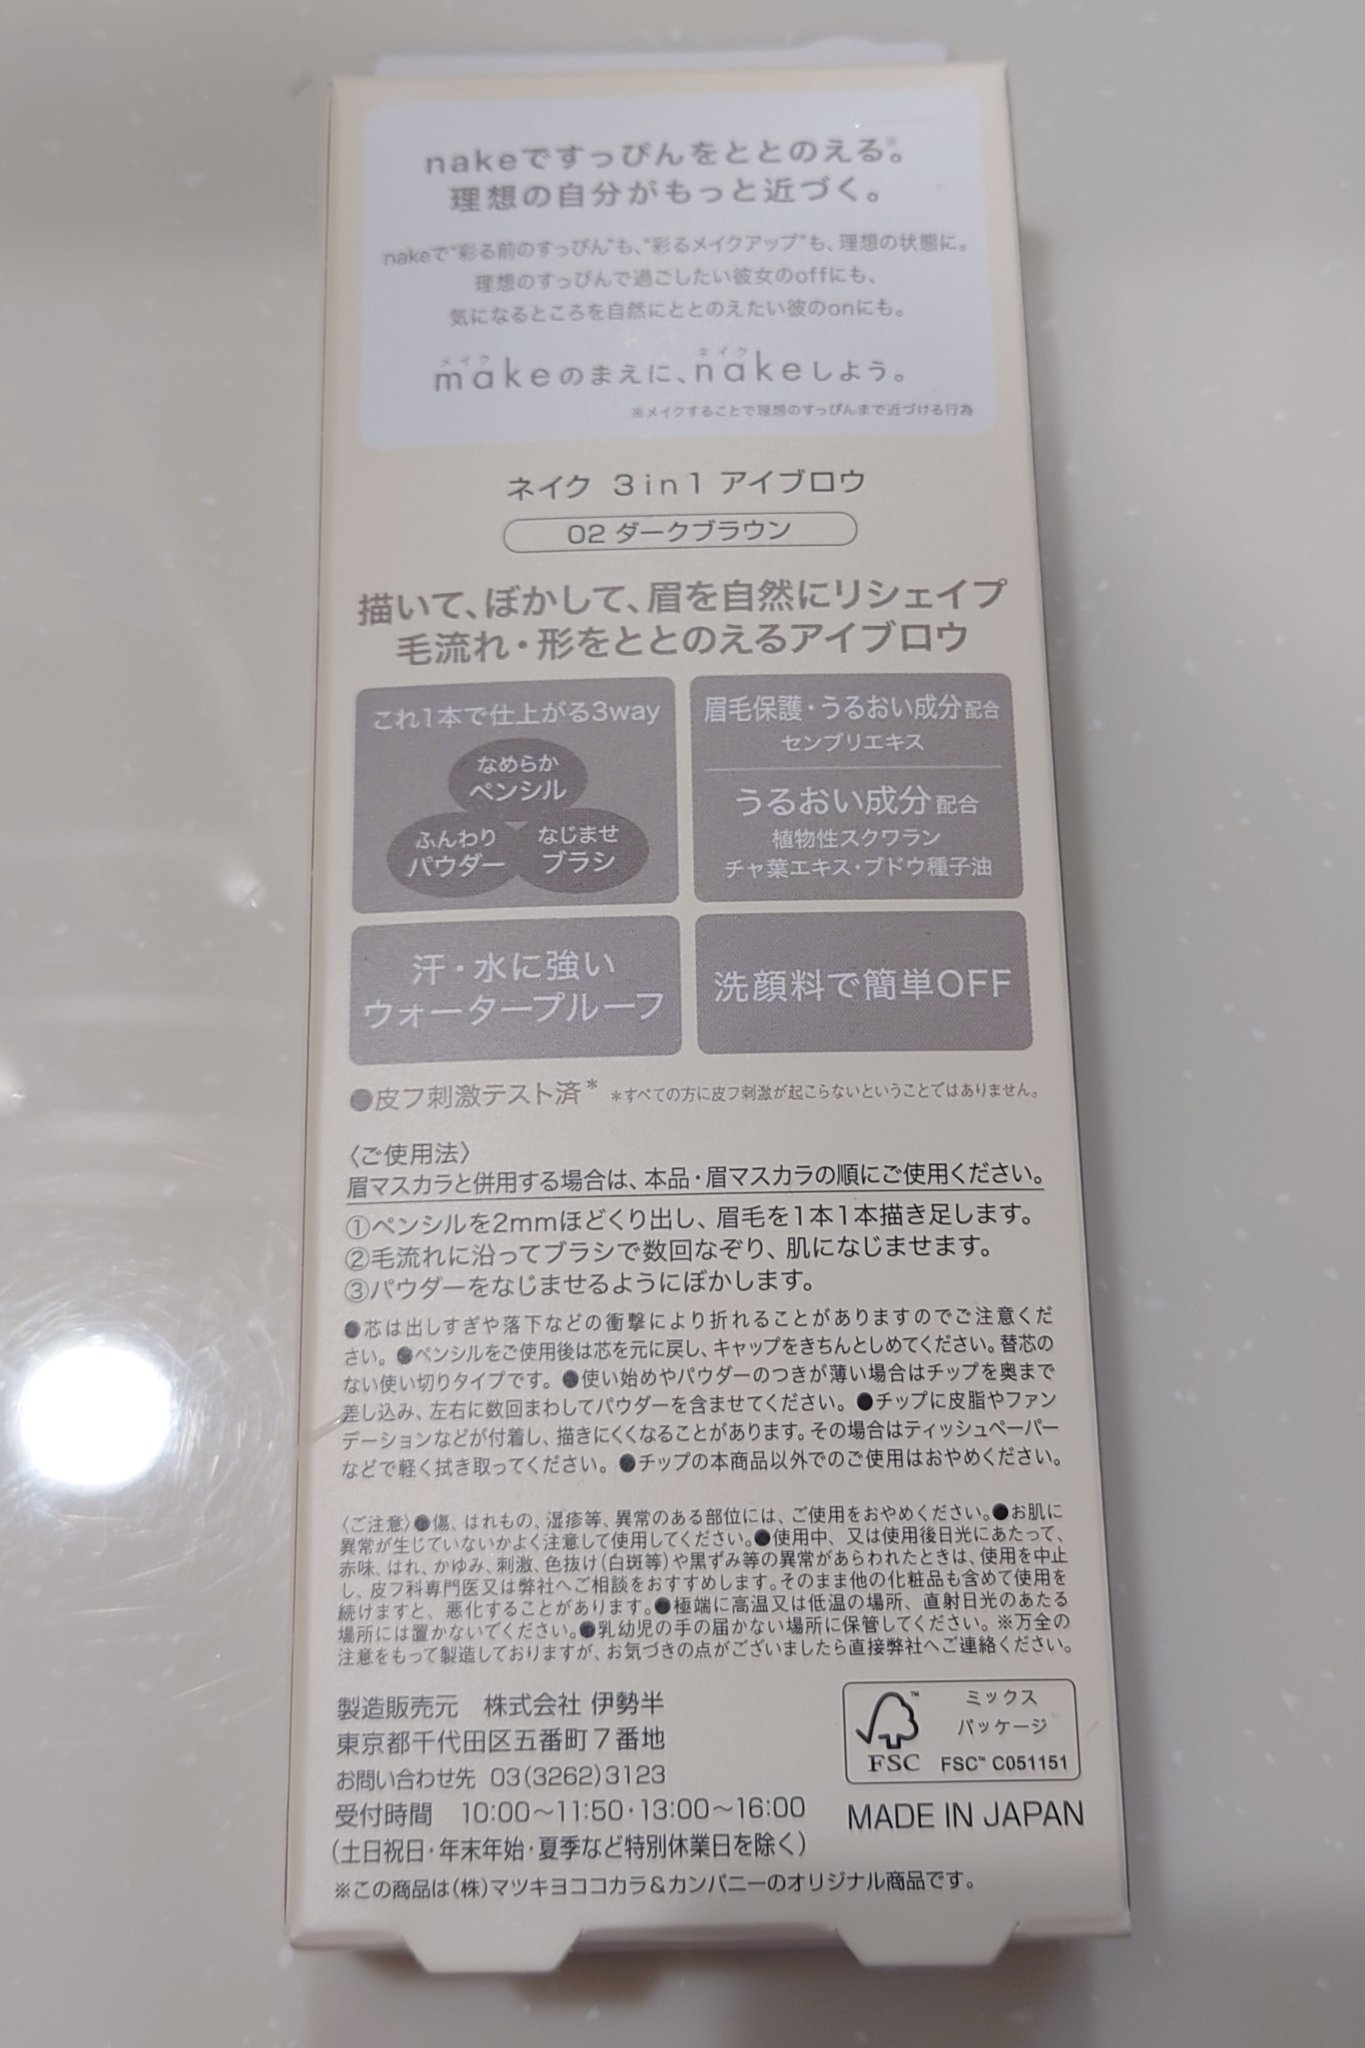 nakeですっぴんをととのえる※。
理想の自分がもっと近づく。
nakeで"彩る前のすっぴん"も、"彩るメイクアップ"も、理想の状態に。
理想のすっぴんで過ごしたい彼女のoffにも、
気になるところを自然にととのえたい彼のonにも。
メイク ネイク
makeのまえに、nakeしよう。
※メイクすることで理想のすっぴんまで近づける行為
ネイク 3in1 アイブロウ
02 ダークブラウン
描いて、ぼかして、眉を自然にリシェイプ
毛流れ・形をととのえるアイブロウ
これ1本で仕上がる3way
なめらか
ペンシル
ふんわり
パウダー
なじませ
ブラシ
眉毛保護・うるおい成分配合
センブリエキス
うるおい成分配合
植物性スクワラン
チャ葉エキス・ブドウ種子油
汗・水に強い
ウォータープルーフ
洗顔料で簡単OFF
●皮フ刺激テスト済* *すべての方に皮フ刺激が起こらないということではありません。
〈ご使用法〉
眉マスカラと併用する場合は、本品・眉マスカラの順にご使用ください。
①ペンシルを2mmほどくり出し、眉毛を1本1本描き足します。
②毛流れに沿ってブラシで数回なぞり、肌になじませます。
③パウダーをなじませるようにぼかします。
●芯は出しすぎや落下などの衝撃により折れることがありますのでご注意くだ
さい。●ペンシルをご使用後は芯を元に戻し、キャップをきちんとしめてください。替芯の
ない使い切りタイプです。●使い始めやパウダーのつきが薄い場合はチップを奥まで
差し込み、左右に数回まわしてパウダーを含ませてください。●チップに皮脂やファン
デーションなどが付着し、描きにくくなることがあります。その場合はティッシュペーパー
などで軽く拭き取ってください。●チップの本商品以外でのご使用はおやめください。
〈ご注意〉●傷、はれもの、湿疹等、異常のある部位には、ご使用をおやめください。●お肌に
異常が生じていないかよく注意して使用してください。●使用中、又は使用後日光にあたって、
赤味、はれ、かゆみ、刺激、色抜け(白斑等)や黒ずみ等の異常があらわれたときは、使用を中止
し、皮フ科専門医又は弊社へご相談をおすすめします。そのまま他の化粧品も含めて使用を
続けますと、悪化することがあります。●極端に高温又は低温の場所、直射日光のあたる
場所には置かないでください。●乳幼児の手の届かない場所に保管してください。※万全の
注意をもって製造しておりますが、お気づきの点がございましたら直接弊社へご連絡ください。
製造販売元 株式会社 伊勢半
東京都千代田区五番町7番地
お問い合わせ先 03(3262)3123
受付時間 10:00〜11:50・13:00〜16:00
(土日祝日・年末年始・夏季など特別休業日を除く)
※この商品は(株)マツキヨココカラ&カンパニーのオリジナル商品です。
ミックス
パッケージ
FSC FSC™ C051151
MADE IN JAPAN